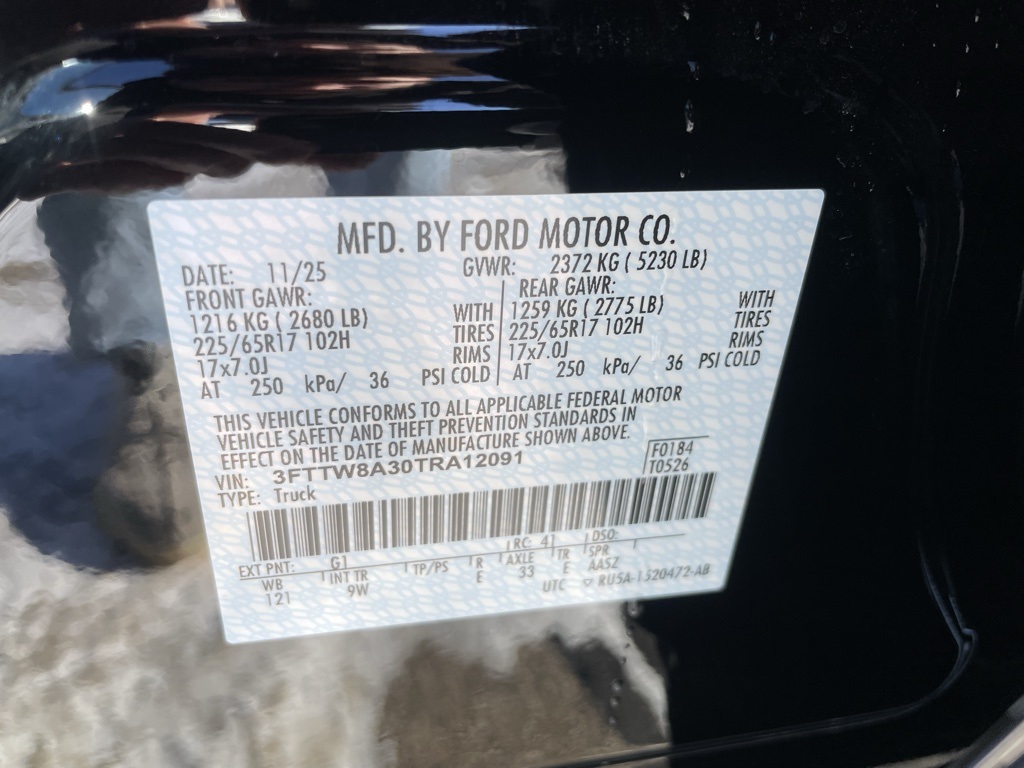 MFD. BY FORD MOTOR CO.
DATE: 11/25 GVWR: 2372 KG ( 5230 LB)
FRONT GAWR: REAR GAWR:
1216 KG ( 2680 LB) WITH 1259 KG ( 2775 LB) WITH
225/65R17 102H TIRES 225/65R17 102H TIRES
17x7.0J RIMS 17x7.0J RIMS
AT 250 kPa/ 36 PSI COLD AT 250 kPa/ 36 PSI COLD
THIS VEHICLE CONFORMS TO ALL APPLICABLE FEDERAL MOTOR
VEHICLE SAFETY AND THEFT PREVENTION STANDARDS IN
EFFECT ON THE DATE OF MANUFACTURE SHOWN ABOVE.
VIN: 3FTTW8A30TRA12091 F0184
TYPE: Truck T0526
EXT PNT: G1 RC: 41 DSO:
WB INT TR TP/PS R E AXLE TR E SPR
121 9W 33 AASZ
UTC RU5A-1520472-AB